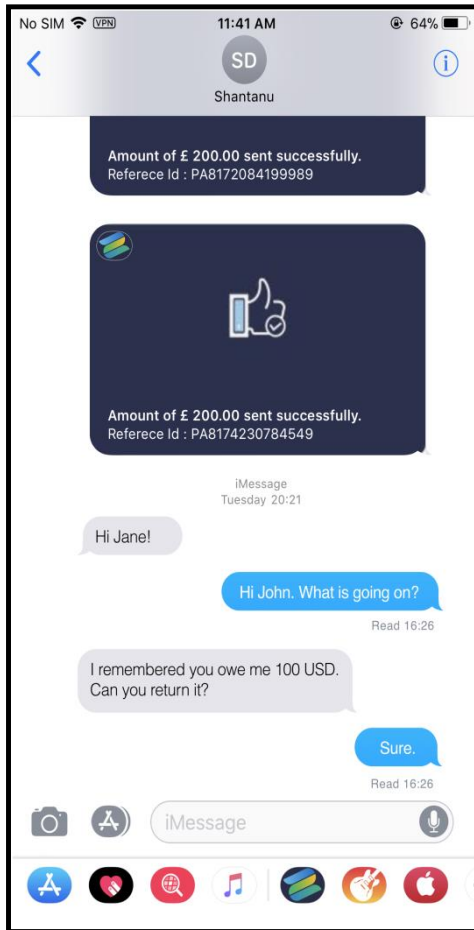 No SIM VPN 11:41 AM 64%
SD
Shantanu
Amount of £ 200.00 sent successfully.
Referece Id : PA8172084199989
Amount of £ 200.00 sent successfully.
Referece Id : PA8174230784549
iMessage
Tuesday 20:21
Hi Jane!
Hi John. What is going on?
Read 16:26
I remembered you owe me 100 USD.
Can you return it?
Sure.
Read 16:26
iMessage